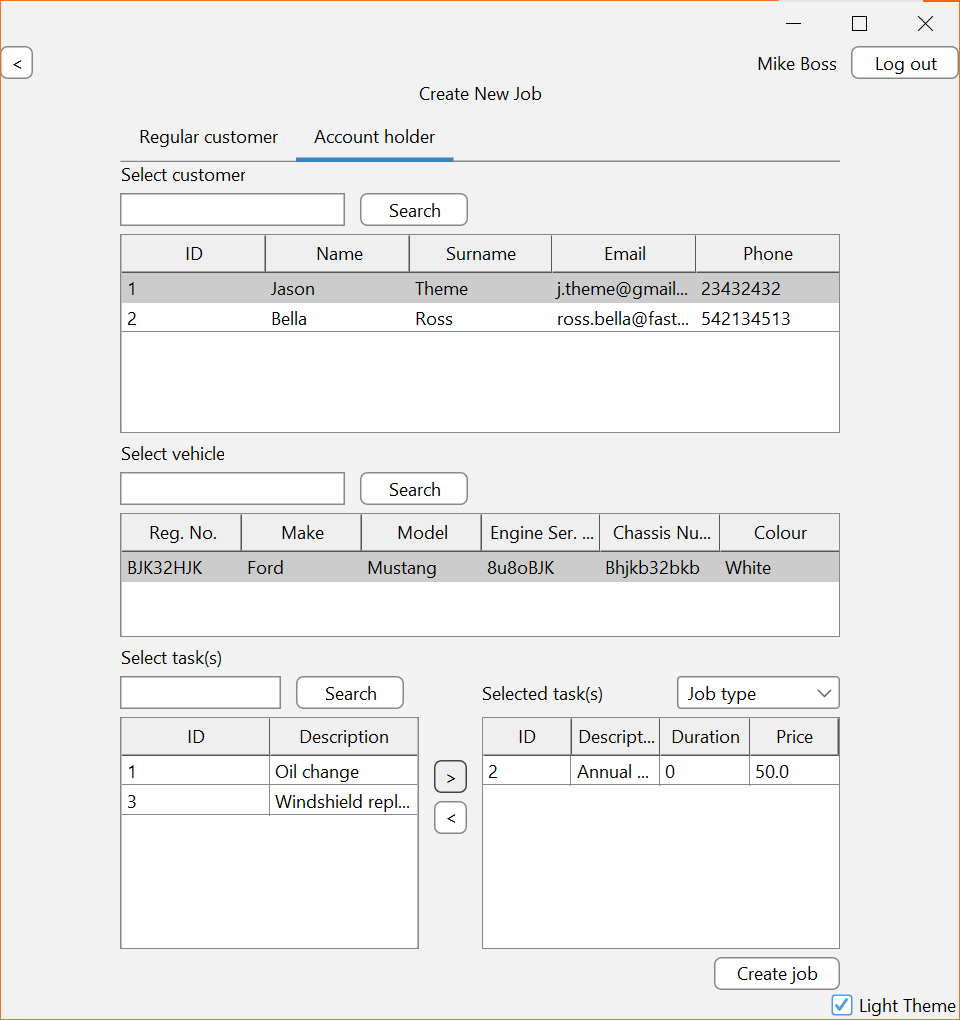 < Mike Boss Log out
Create New Job
Regular customer Account holder
Select customer
Search
ID Name Surname Email Phone
1 Jason Theme j.theme@gmail... 23432432
2 Bella Ross ross.bella@fast... 542134513
Select vehicle
Search
Reg. No. Make Model Engine Ser. ... Chassis Nu... Colour
BJK32HJK Ford Mustang 8u8oBJK Bhjkb32bkb White
Select task(s)
Search Selected task(s) Job type
ID Description ID Descript... Duration Price
1 Oil change > 2 Annual ... 0 50.0
3 Windshield repl...
<
Create job
Light Theme